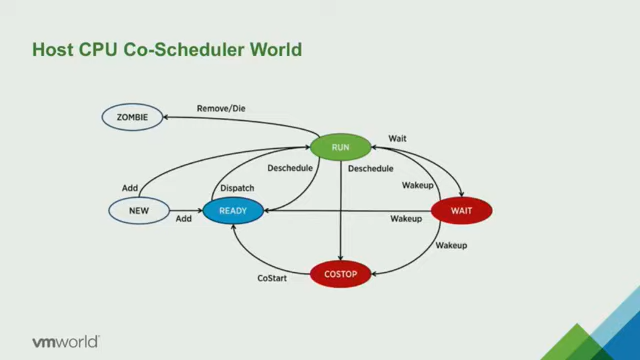 Host CPU Co-Scheduler World
Remove/Die
ZOMBIE
RUN
Wait
Deschedule
Deschedule
Add
Dispatch
Wakeup
NEW
Add
READY
Wakeup
WAIT
Wakeup
CoStart
COSTOP
vmworld